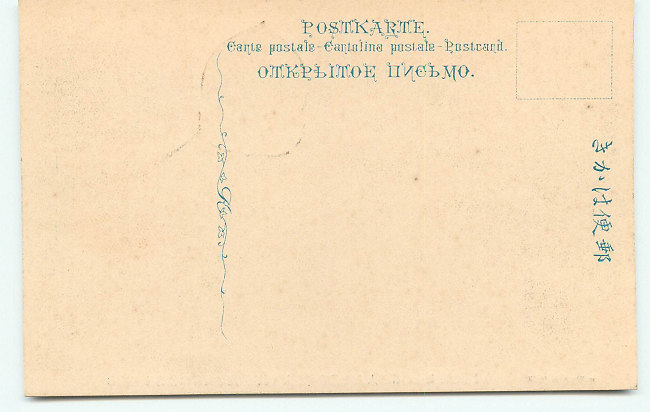 POSTKARTE.
Carte postale-Cartolina postale-Postcard.
ОТКРЫТОЕ ПИСЬМО.
きかは便郵